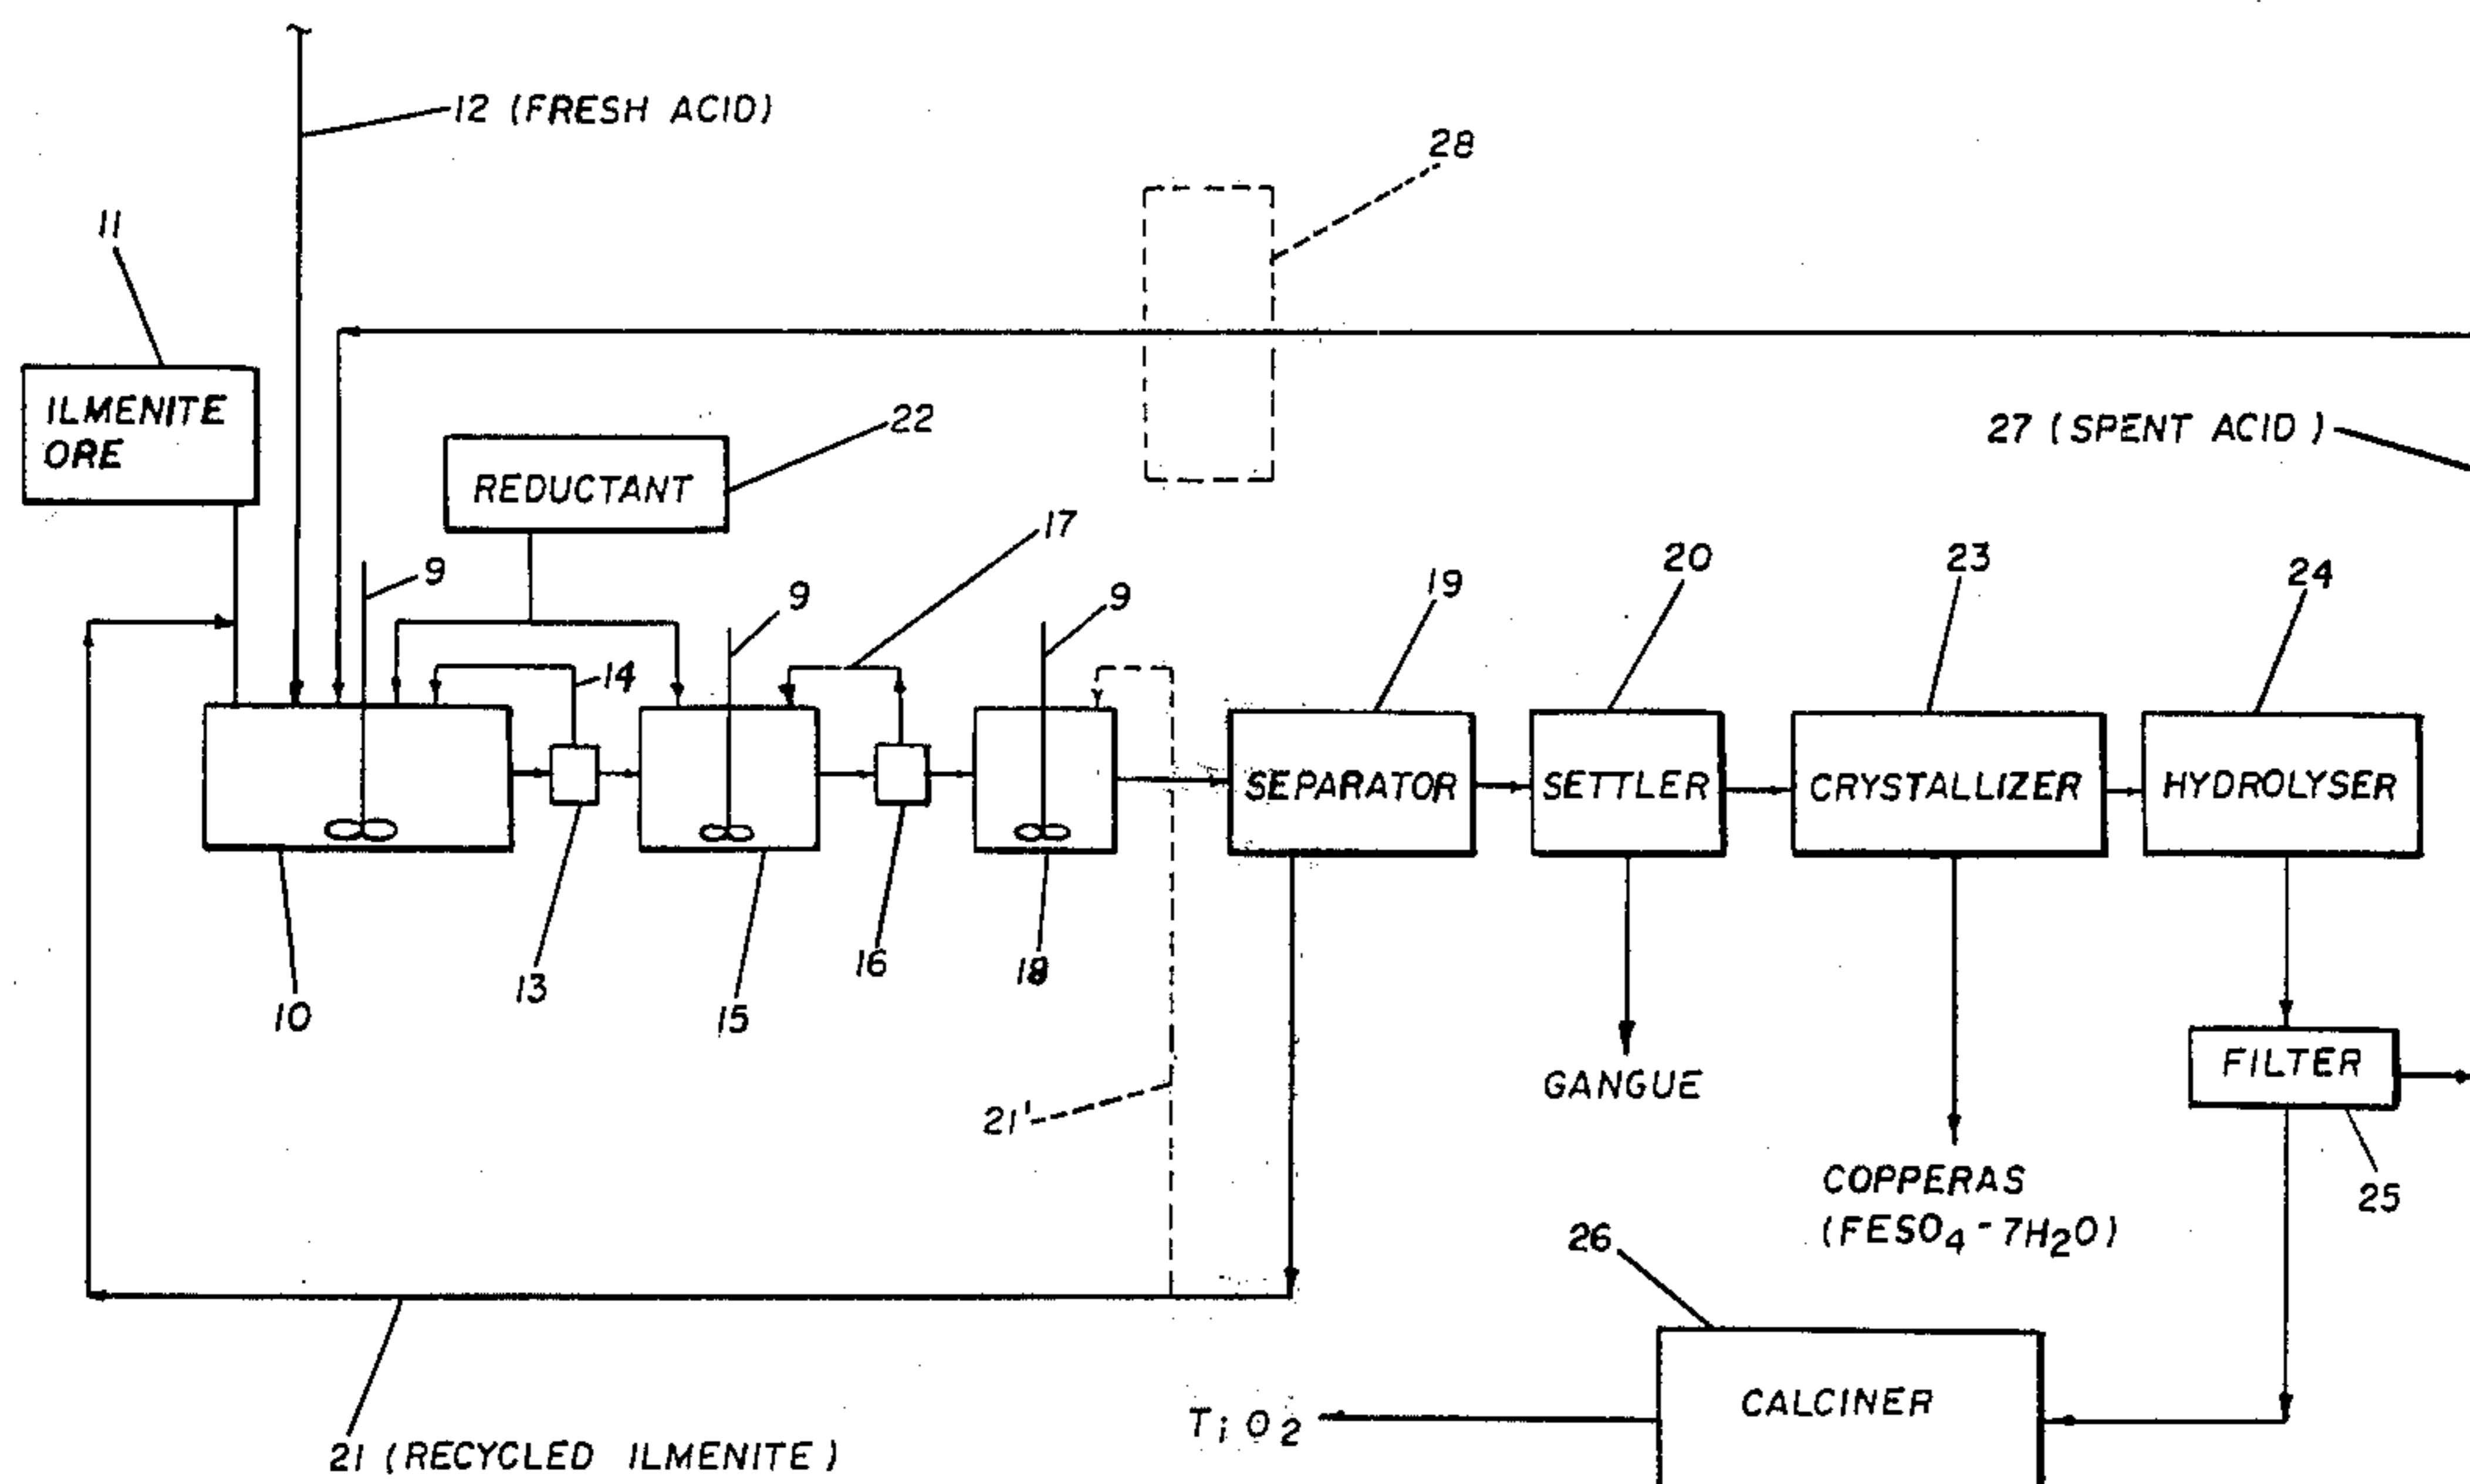 12 (FRESH ACID)
28
11
ILMENITE
ORE
22
27 (SPENT ACID)
REDUCTANT
17
9
9
9
19
20
23
24
14
SEPARATOR
SETTLER
CRYSTALLIZER
HYDROLYSER
10
13
15
16
18
GANGUE
FILTER
21'
25
COPPERAS
(FESO4-7H2O)
26
CALCINER
TiO2
21 (RECYCLED ILMENITE)